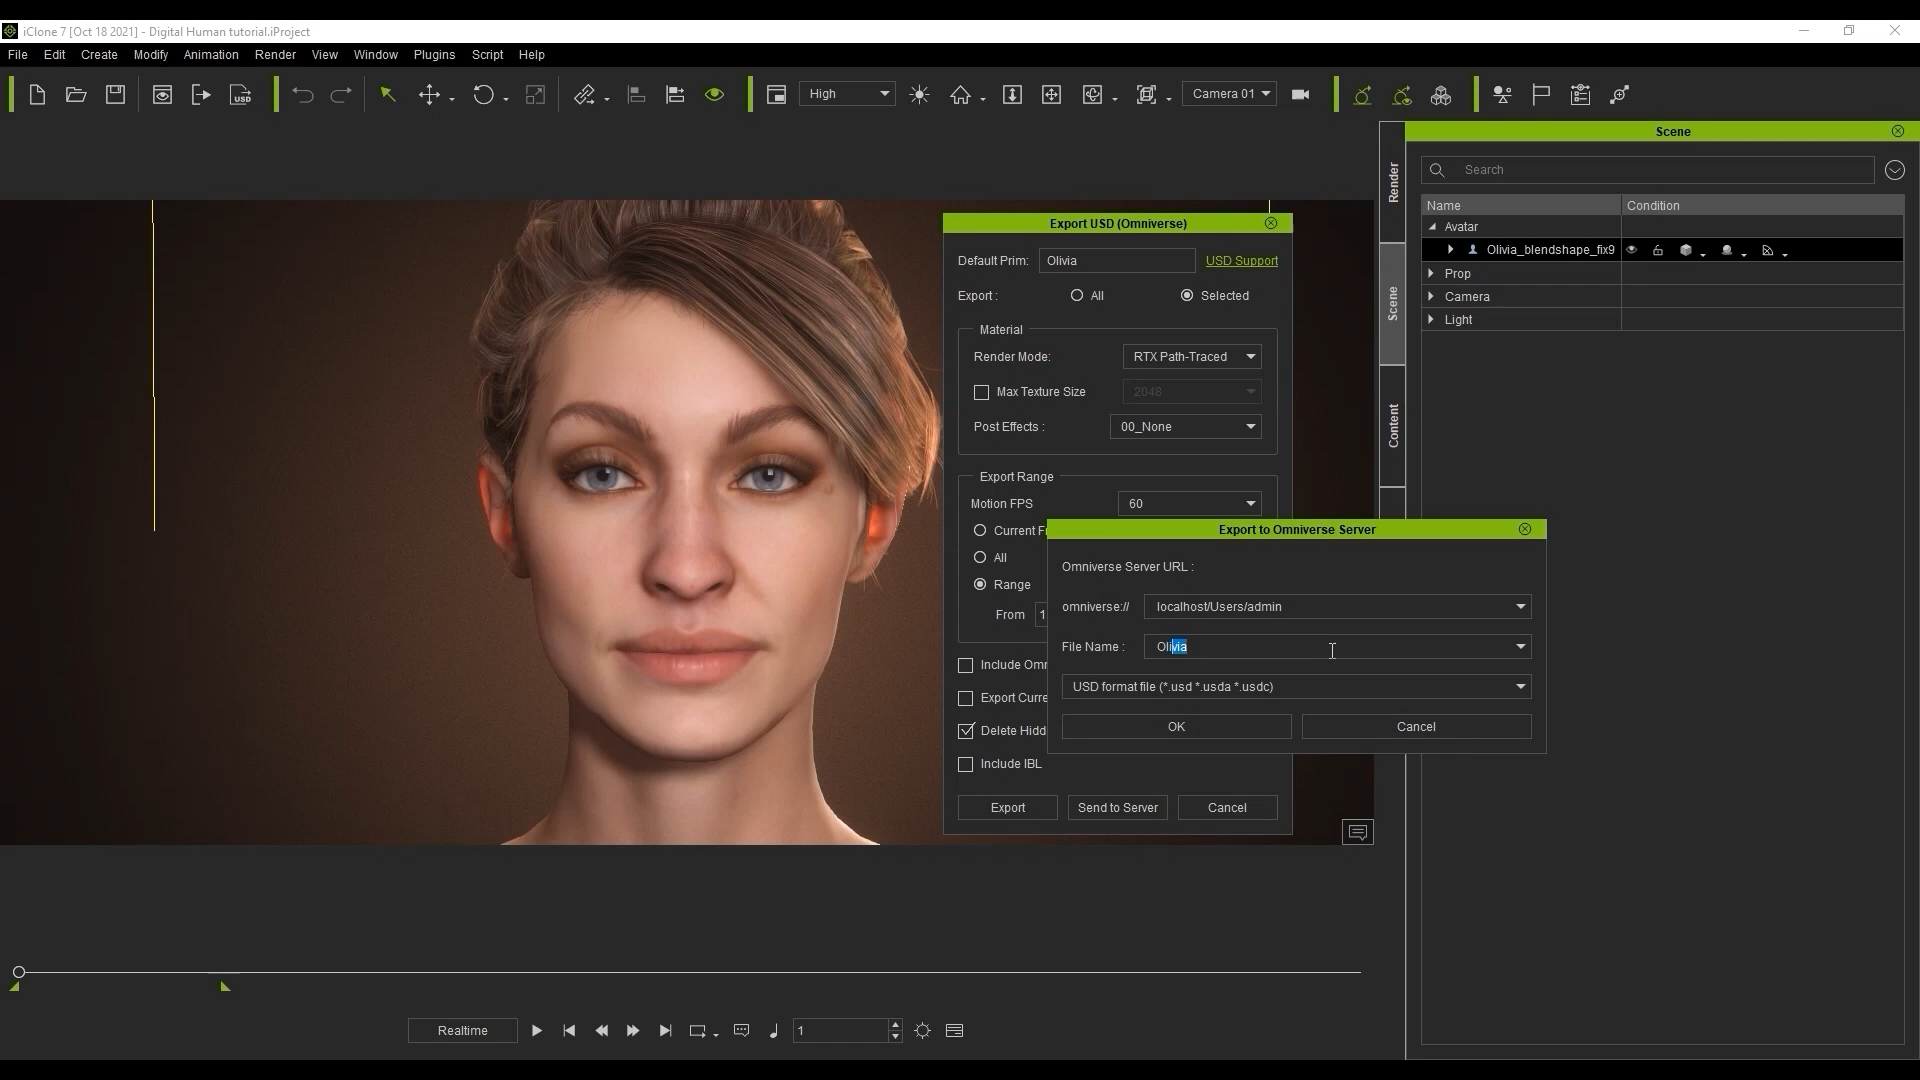 iClone 7 [Oct 18 2021] - Digital Human tutorial.iProject
File Edit Create Modify Animation Render View Window Plugins Script Help
USD
High
Camera 01
Scene
Render
Scene
Content
Search
Name Condition
Avatar
Olivia_blendshape_fix9
Prop
Camera
Light
Export USD (Omniverse)
Default Prim: Olivia USD Support
Export : All Selected
Material
Render Mode: RTX Path-Traced
Max Texture Size 2048
Post Effects : 00_None
Export Range
Motion FPS 60
Current F
All
Range
From 1
Include Omn
Export Curre
Delete Hidd
Include IBL
Export Send to Server Cancel
Export to Omniverse Server
Omniverse Server URL :
omniverse:// localhost/Users/admin
File Name : Olivia
USD format file (*.usd *.usda *.usdc)
OK Cancel
Realtime 1